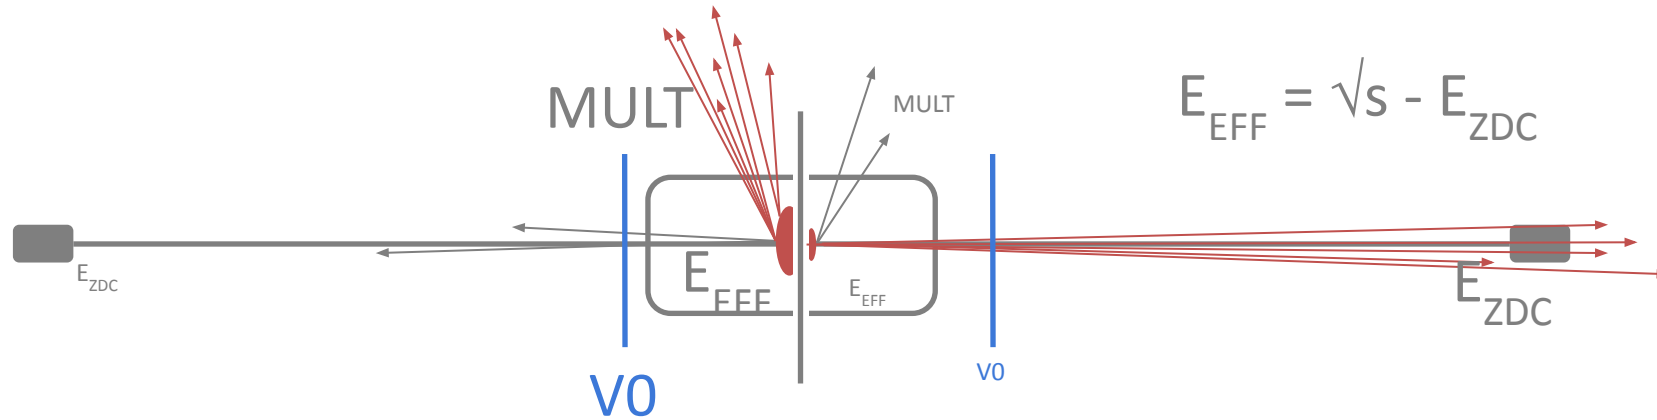 MULT
MULT
E_EFF = √s - E_ZDC
E_ZDC
E_EFF
E_EFF
E_ZDC
V0
V0